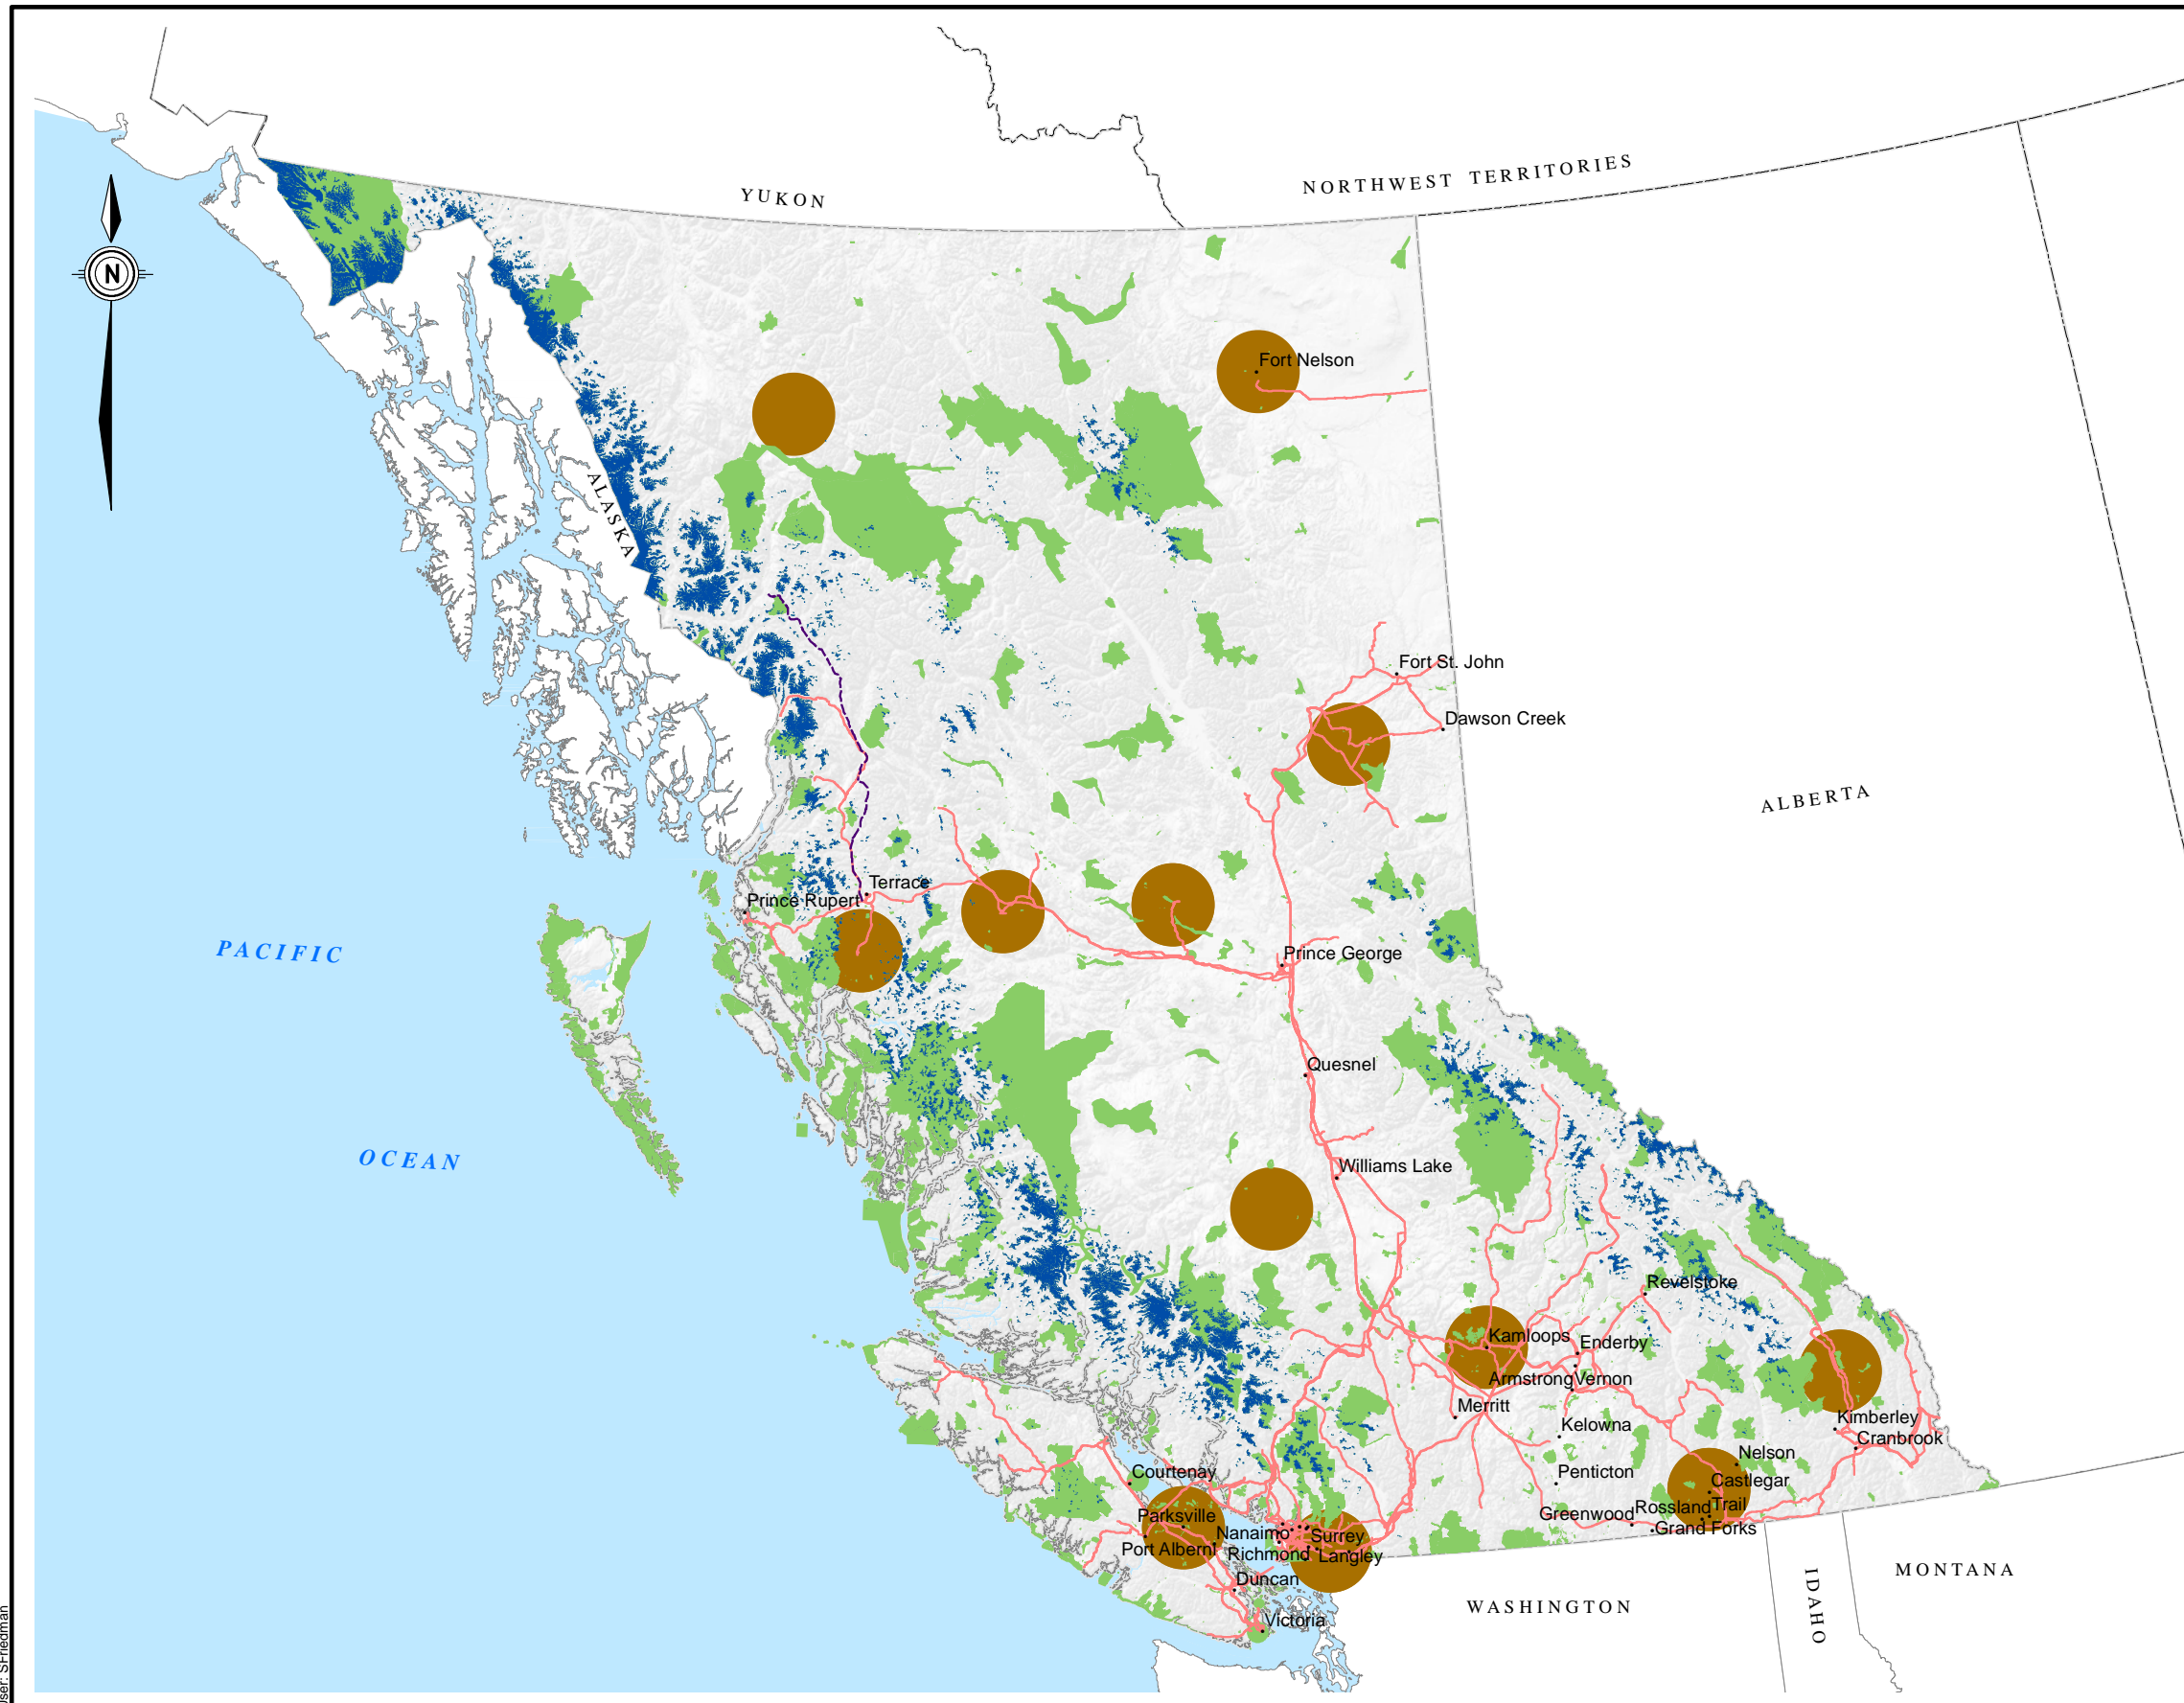 YUKON
NORTHWEST TERRITORIES
N
Fort Nelson
ALASKA
Fort St. John
Dawson Creek
ALBERTA
Terrace
Prince Rupert
PACIFIC
Prince George
Quesnel
OCEAN
Williams Lake
Revelstoke
Kamloops
Enderby
Armstrong
Vernon
Merritt
Kimberley
Kelowna
Cranbrook
Nelson
Courtenay
Penticton
Castlegar
Parksville
Greenwood
Rossland
Trail
Nanaimo
Surrey
Grand Forks
Port Alberni
Richmond
Langley
MONTANA
Duncan
IDAHO
WASHINGTON
Victoria
User: SFriedman